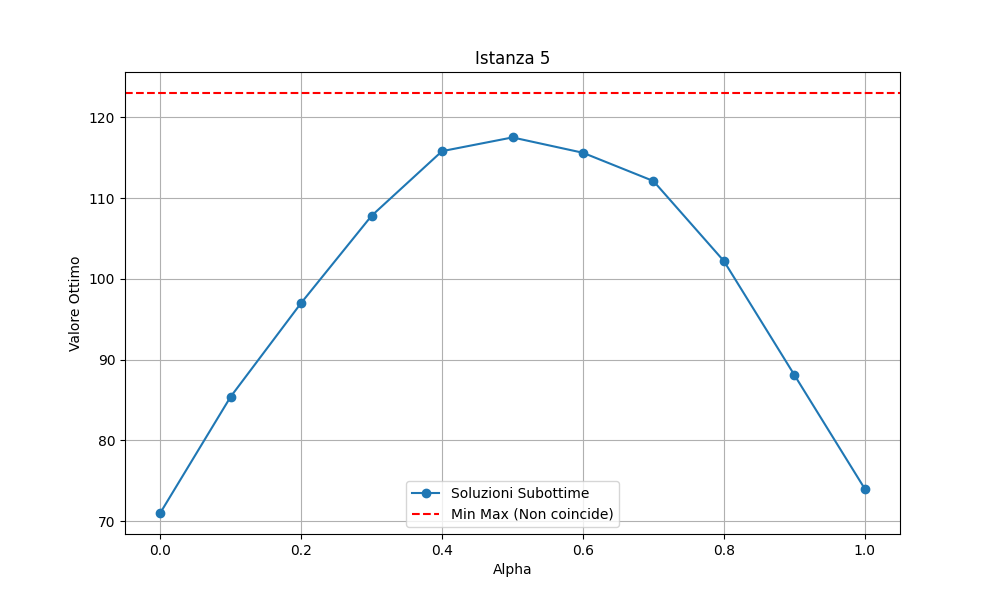 Istanza 5
Valore Ottimo
120
110
100
90
80
70
Soluzioni Subottime
Min Max (Non coincide)
0.0 0.2 0.4 0.6 0.8 1.0
Alpha